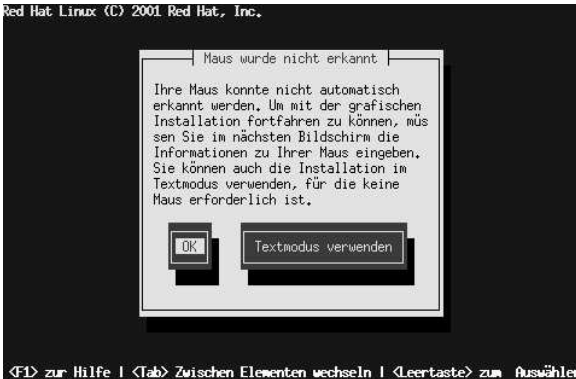 Red Hat Linux (C) 2001 Red Hat, Inc.
Maus wurde nicht erkannt
Ihre Maus konnte nicht automatisch
erkannt werden. Um mit der grafischen
Installation fortfahren zu können, müs
sen Sie im nächsten Bildschirm die
Informationen zu Ihrer Maus eingeben.
Sie können auch die Installation im
Textmodus verwenden, für die keine
Maus erforderlich ist.
OK Textmodus verwenden
<F1> zur Hilfe | <Tab> Zwischen Elementen wechseln | <Leertaste> zum Auswählen